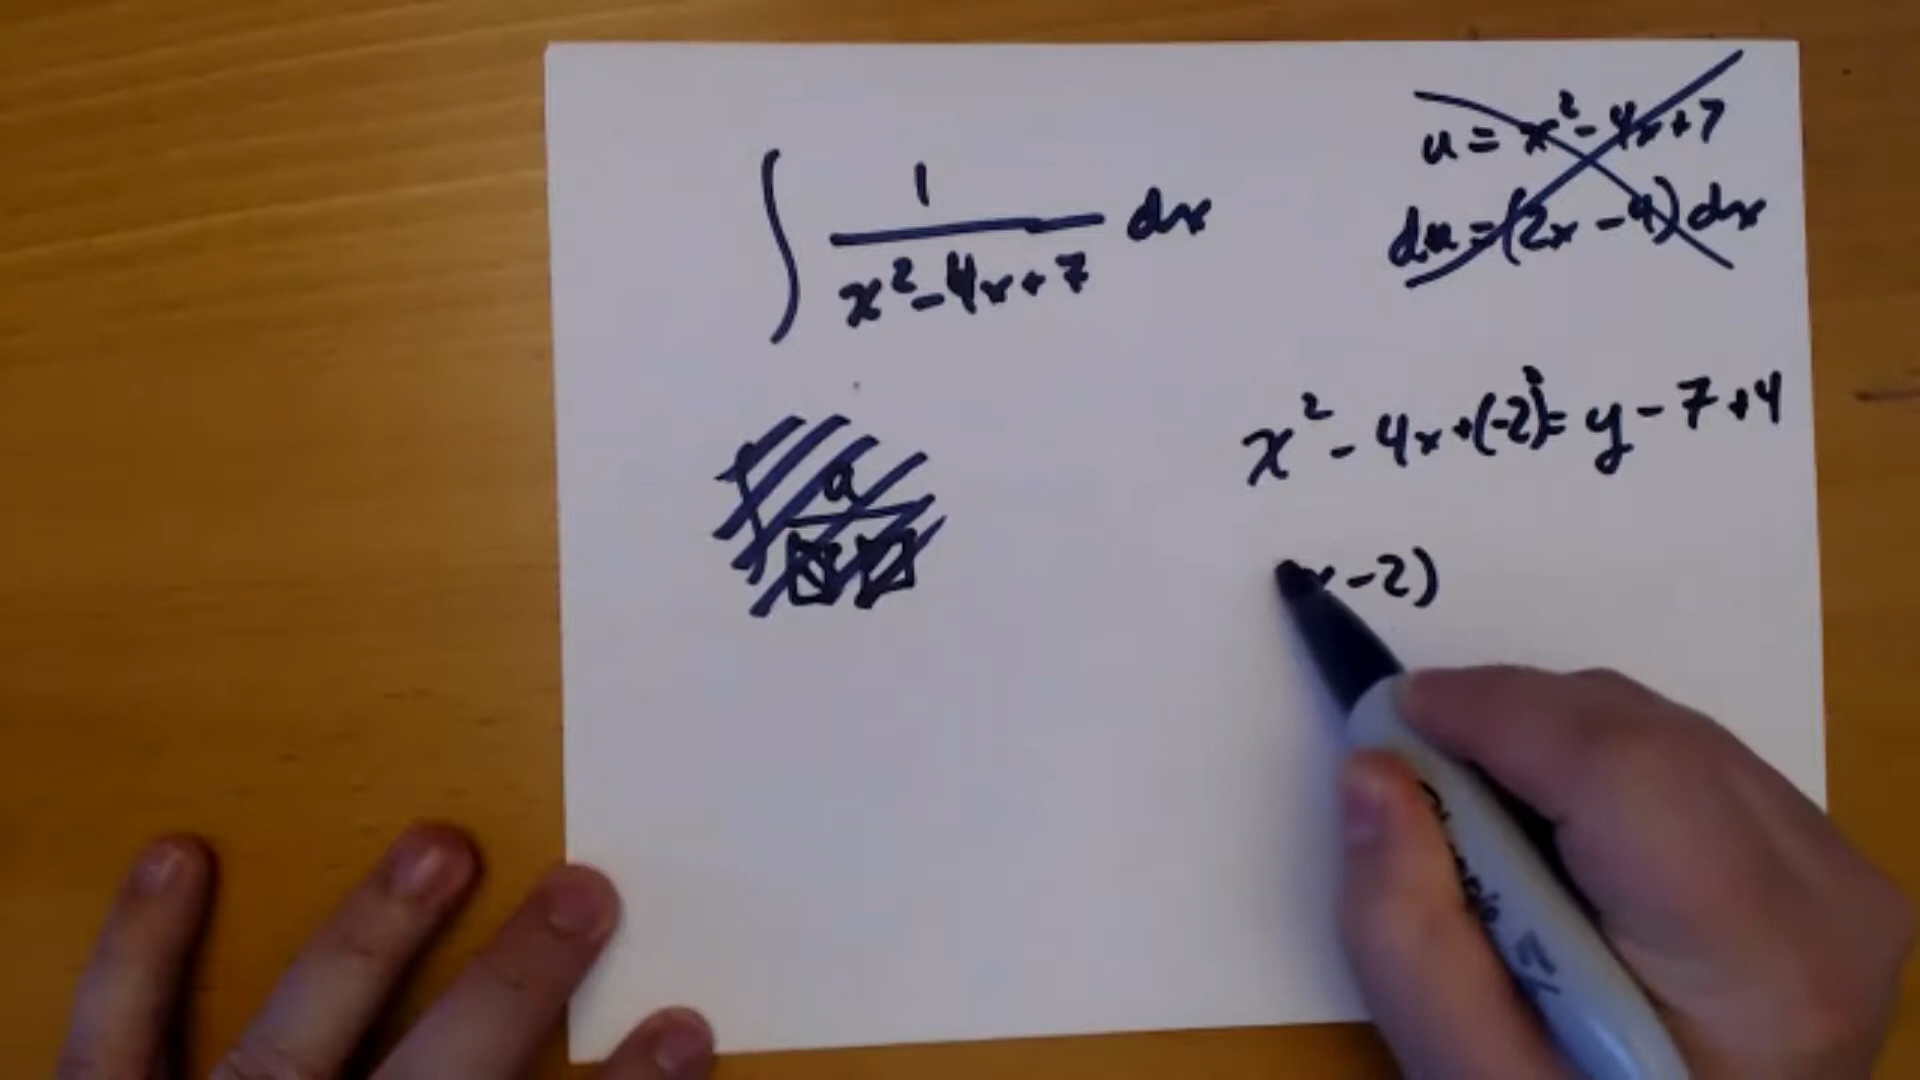 ∫ 1/(x² - 4x + 7) dx
u = x² - 4x + 7
du = (2x - 4) dx
x² - 4x + (-2)² = y - 7 + 4
x - 2)